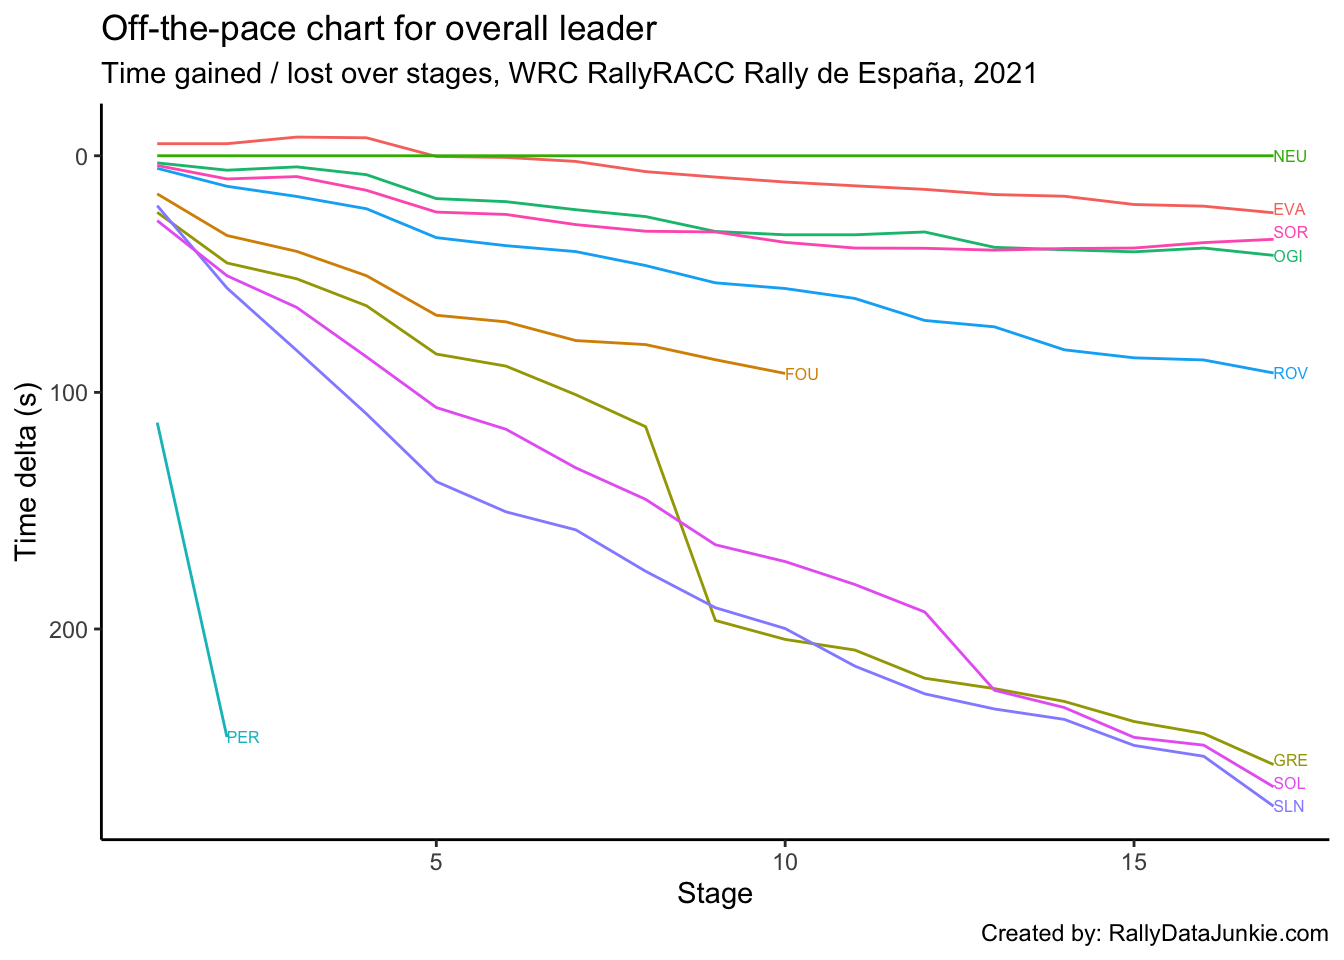 Off-the-pace chart for overall leader
Time gained / lost over stages, WRC RallyRACC Rally de España, 2021
0
100
200
Time delta (s)
NEU
EVA
SOR
OGI
ROV
FOU
PER
GRE
SOL
SLN
5
10
15
Stage
Created by: RallyDataJunkie.com